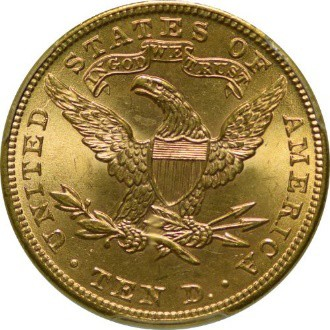 UNITED STATES OF AMERICA
IN GOD WE TRUST
· TEN D. ·